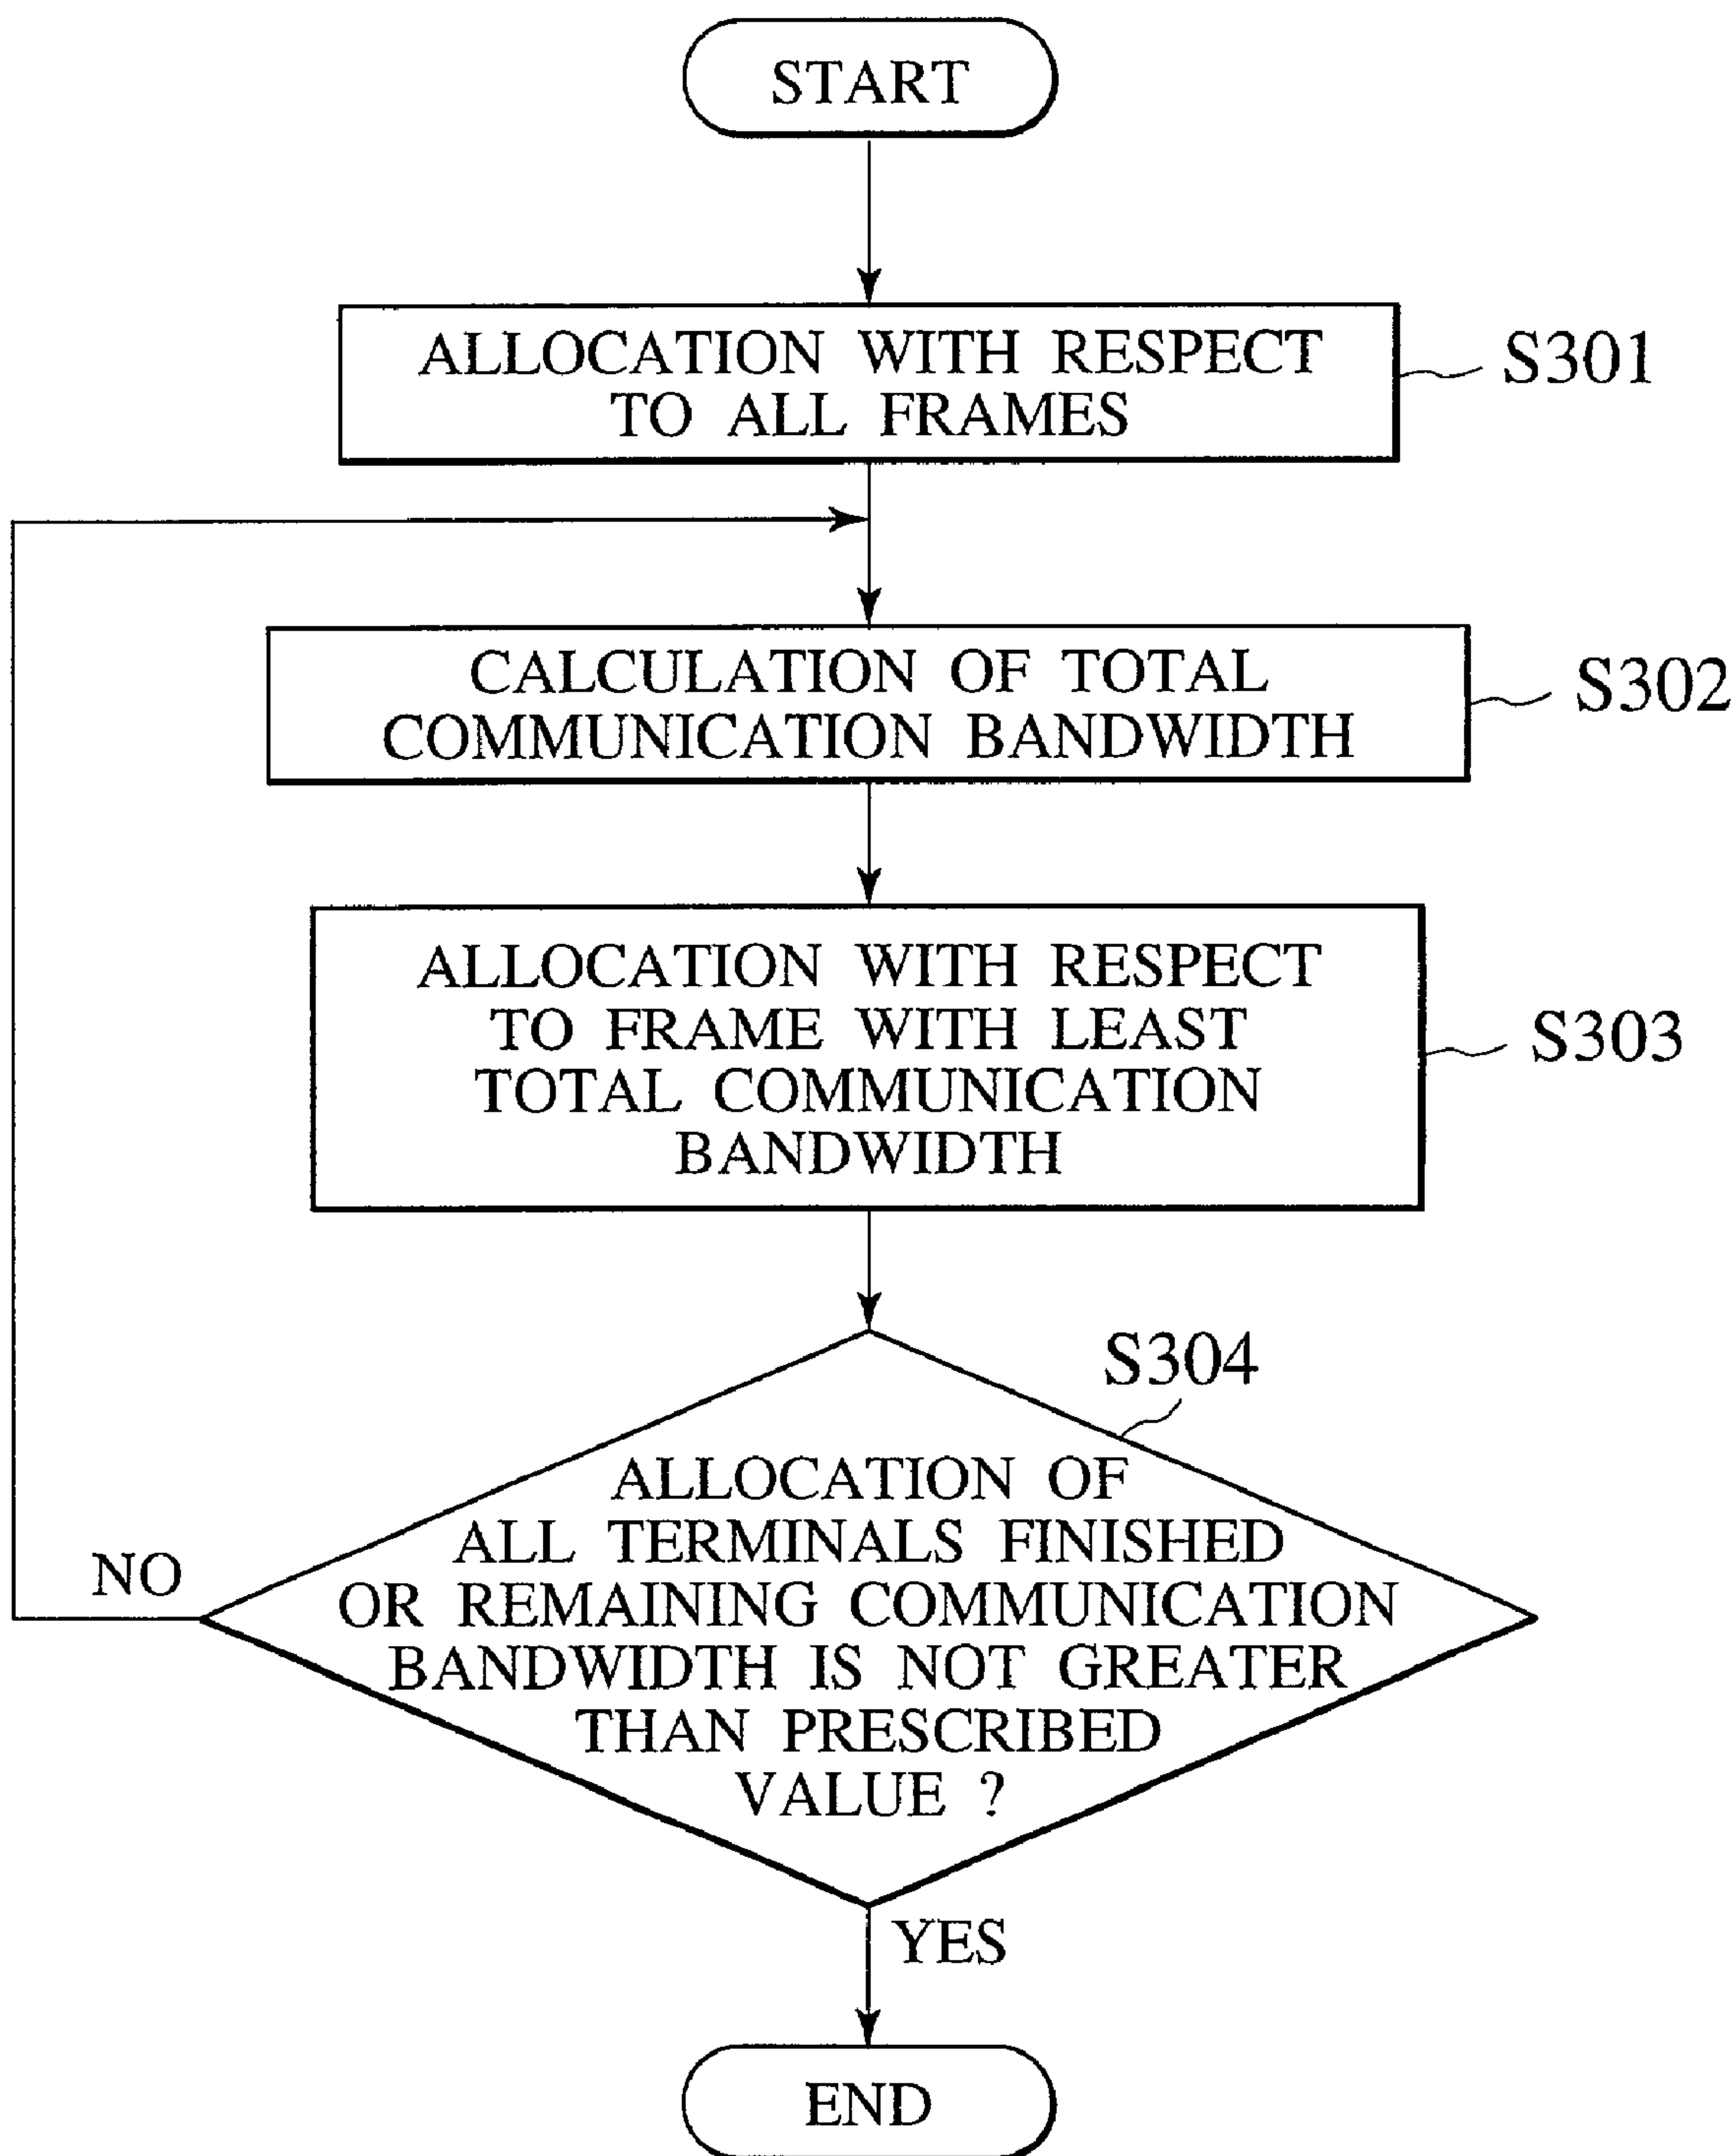 START
ALLOCATION WITH RESPECT
TO ALL FRAMES
S301
CALCULATION OF TOTAL
COMMUNICATION BANDWIDTH
S302
ALLOCATION WITH RESPECT
TO FRAME WITH LEAST
TOTAL COMMUNICATION
BANDWIDTH
S303
S304
ALLOCATION OF
ALL TERMINALS FINISHED
OR REMAINING COMMUNICATION
BANDWIDTH IS NOT GREATER
THAN PRESCRIBED
VALUE ?
NO
YES
END